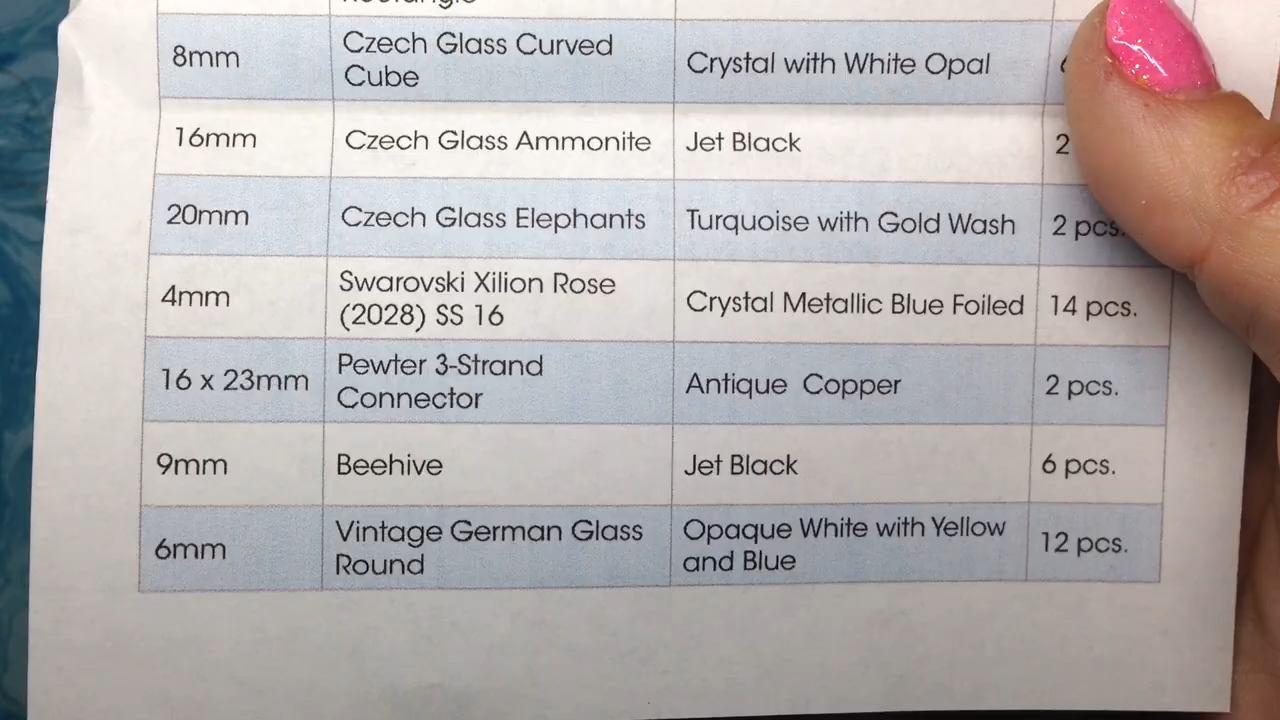 8mm
Czech Glass Curved
Cube
Crystal with White Opal
16mm
Czech Glass Ammonite
Jet Black
2
20mm
Czech Glass Elephants
Turquoise with Gold Wash
2 pcs.
4mm
Swarovski Xilion Rose
(2028) SS 16
Crystal Metallic Blue Foiled
14 pcs.
16 x 23mm
Pewter 3-Strand
Connector
Antique Copper
2 pcs.
9mm
Beehive
Jet Black
6 pcs.
6mm
Vintage German Glass
Round
Opaque White with Yellow
and Blue
12 pcs.